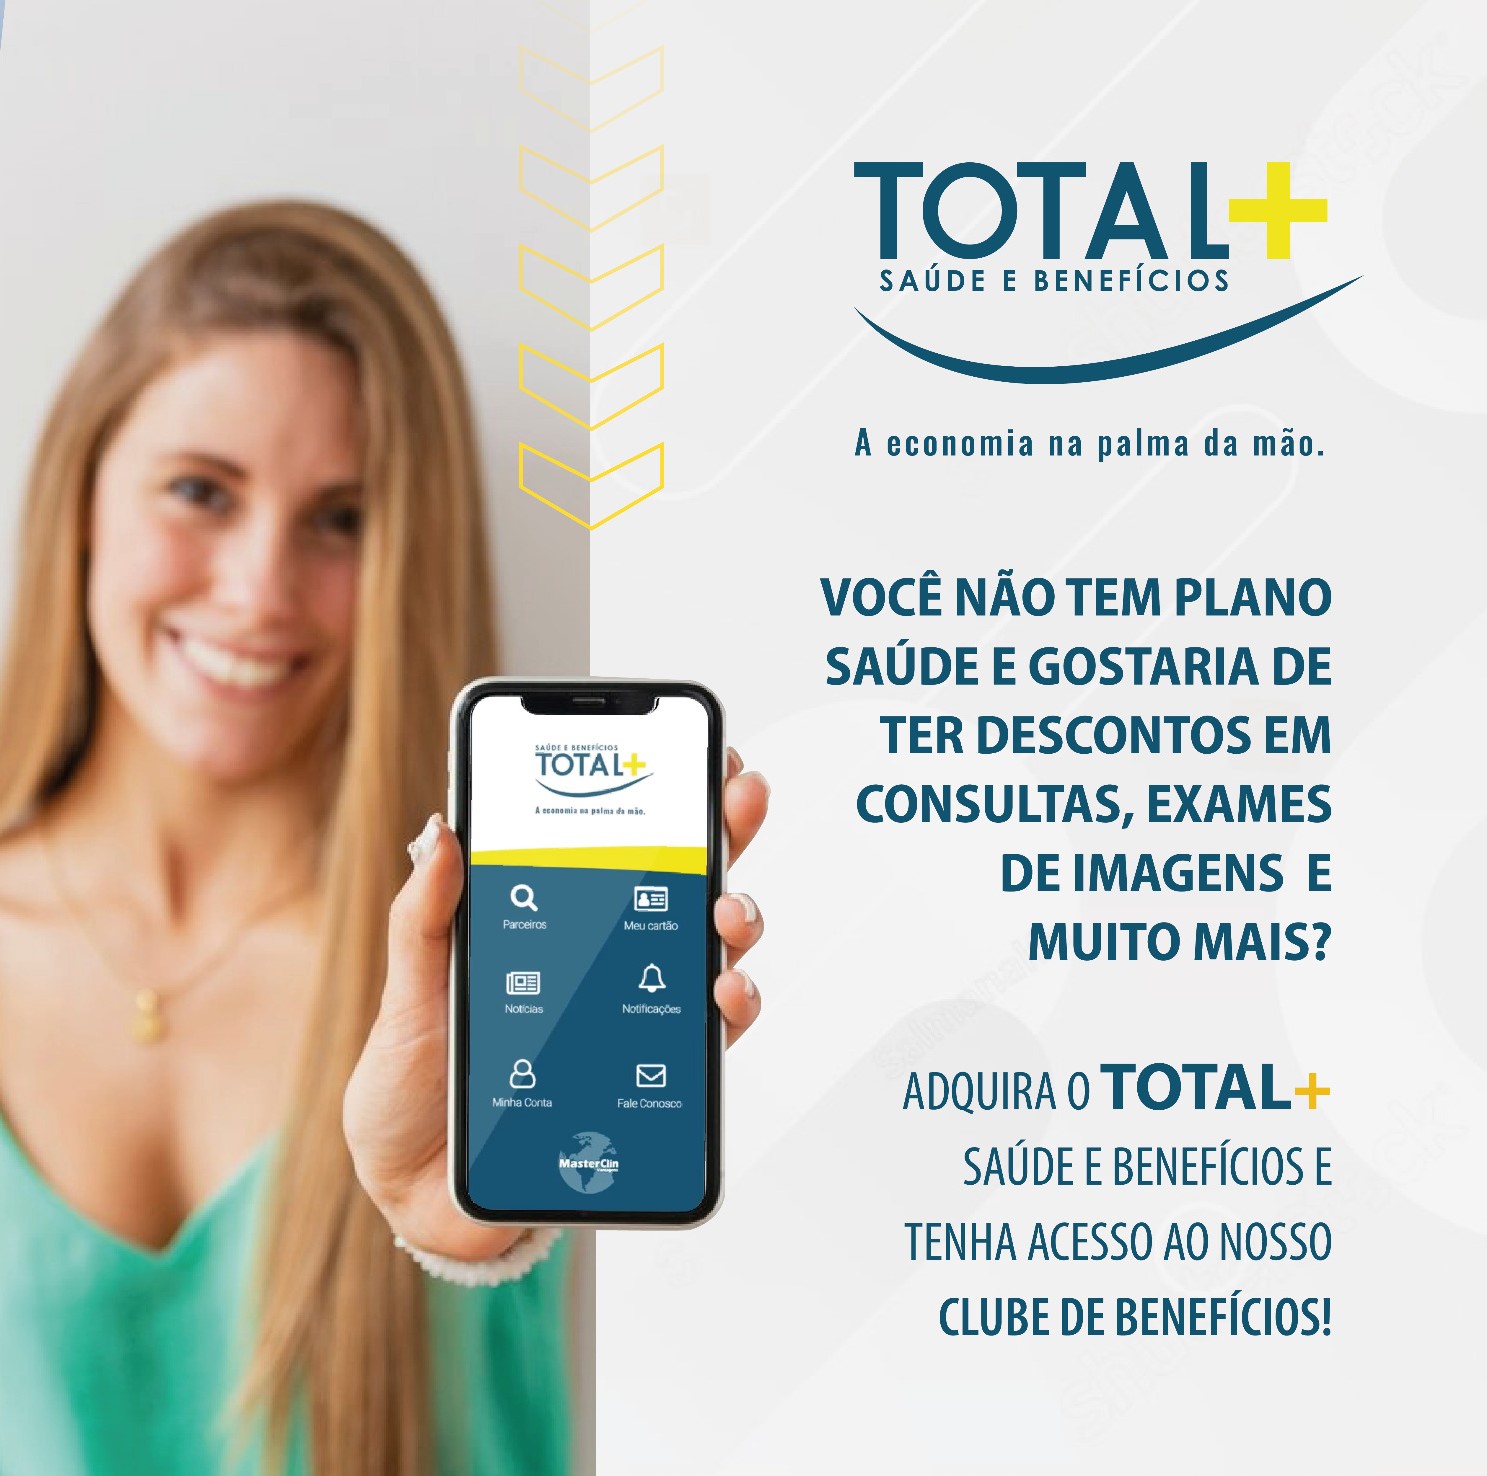 TOTAL+
SAÚDE E BENEFÍCIOS
A economia na palma da mão.
VOCÊ NÃO TEM PLANO
SAÚDE E GOSTARIA DE
TER DESCONTOS EM
CONSULTAS, EXAMES
DE IMAGENS E
MUITO MAIS?
ADQUIRA O TOTAL+
SAÚDE E BENEFÍCIOS E
TENHA ACESSO AO NOSSO
CLUBE DE BENEFÍCIOS!
SAÚDE E BENEFÍCIOS
TOTAL+
A economia na palma da mão.
Parceiros
Meu cartão
Notícias
Notificações
Minha Conta
Fale Conosco
MasterClin